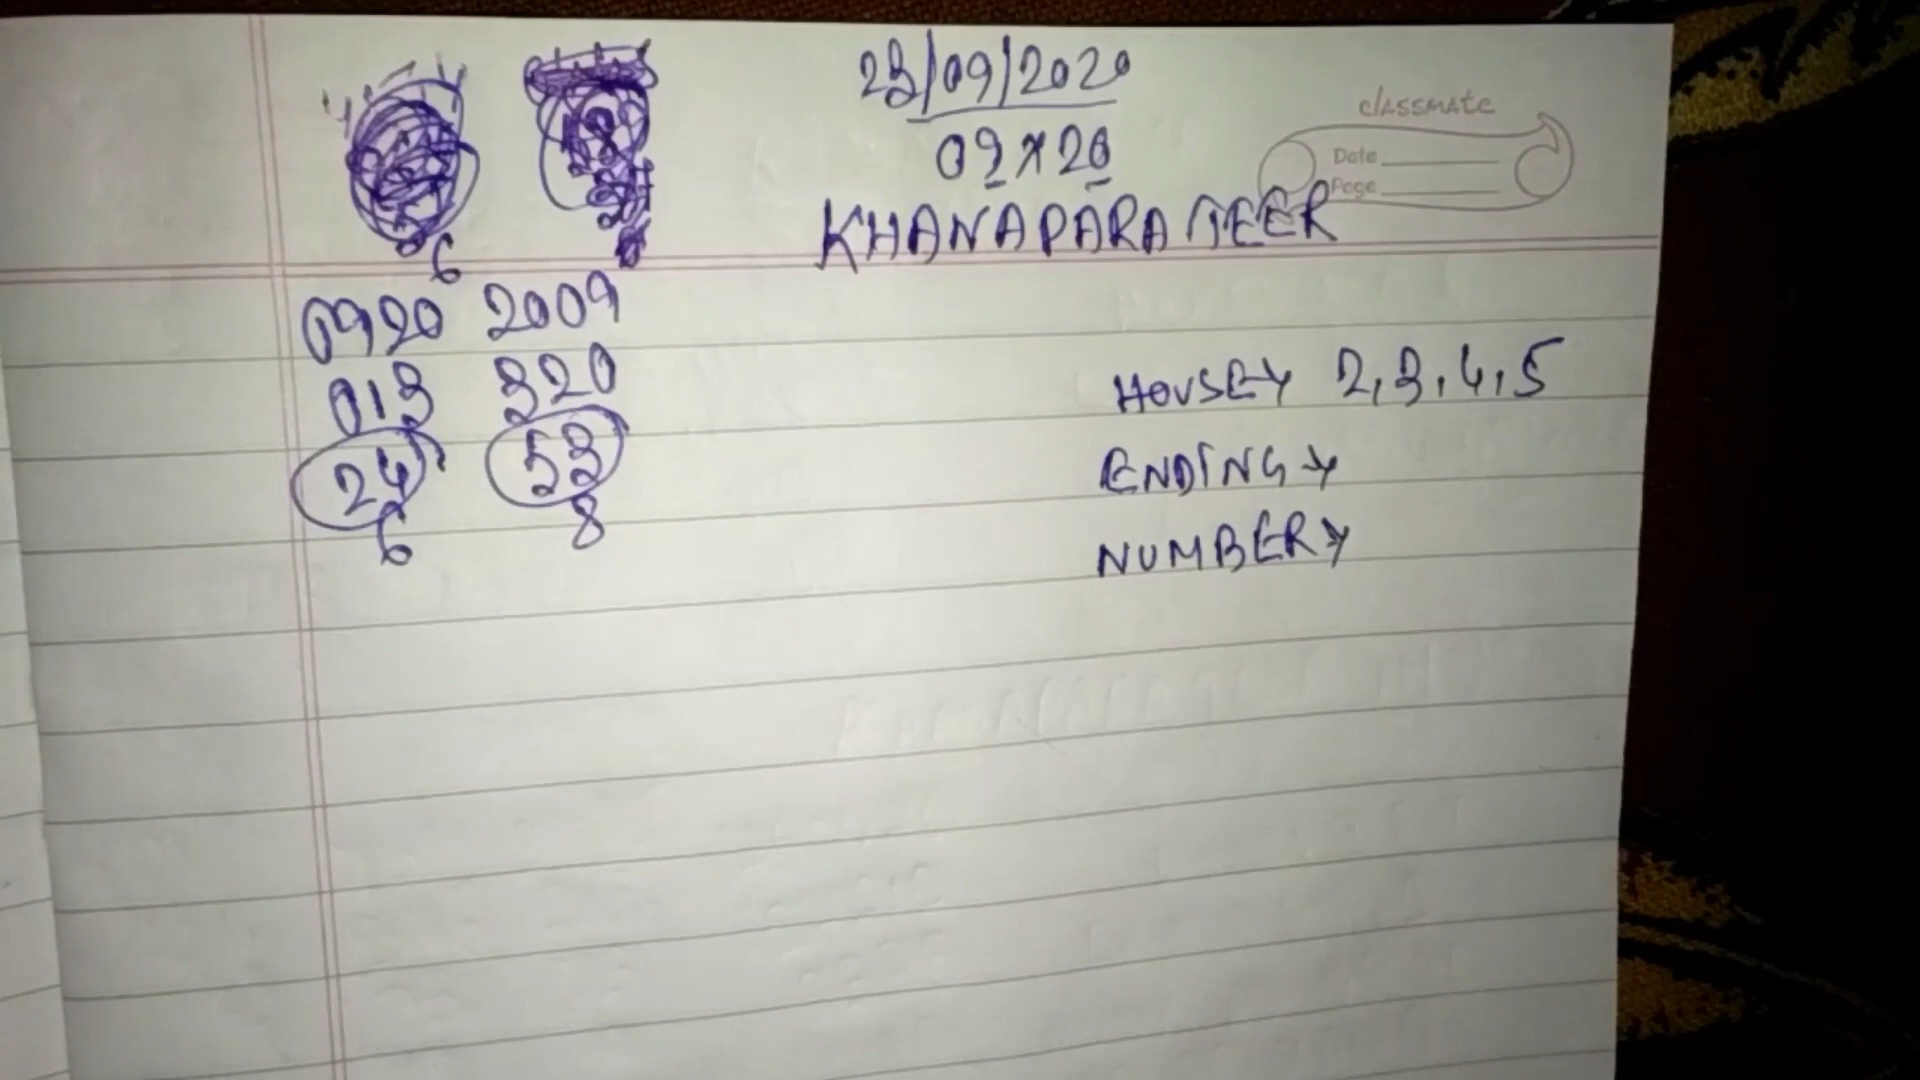 23/09/2020
09 x 20
classmate
Date
Page
KHANAPARA TEER
6
0920 2009
013 320
24 53
6 8
HOUSE→ 2,3,4,5
ENDING→
NUMBER→